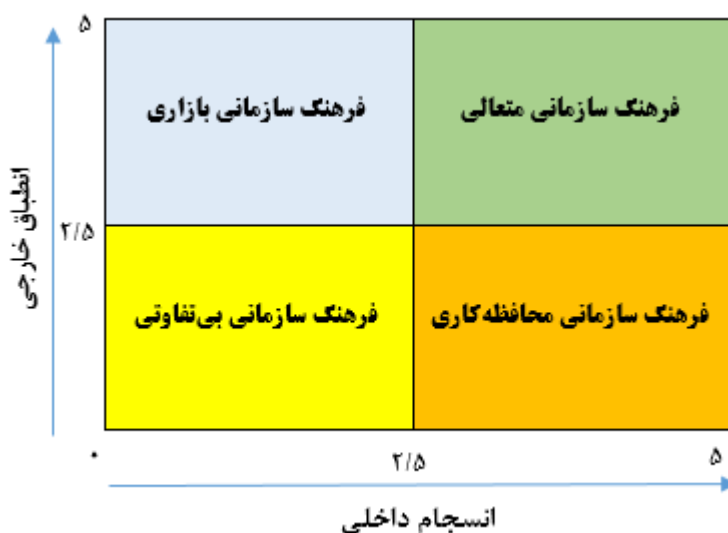 ۵
فرهنگ سازمانی متعالی
فرهنگ سازمانی بازاری
انطباق خارجی
۲/۵
فرهنگ سازمانی محافظه‌کاری
فرهنگ سازمانی بی‌تفاوتی
۵
۲/۵
۰
انسجام داخلی